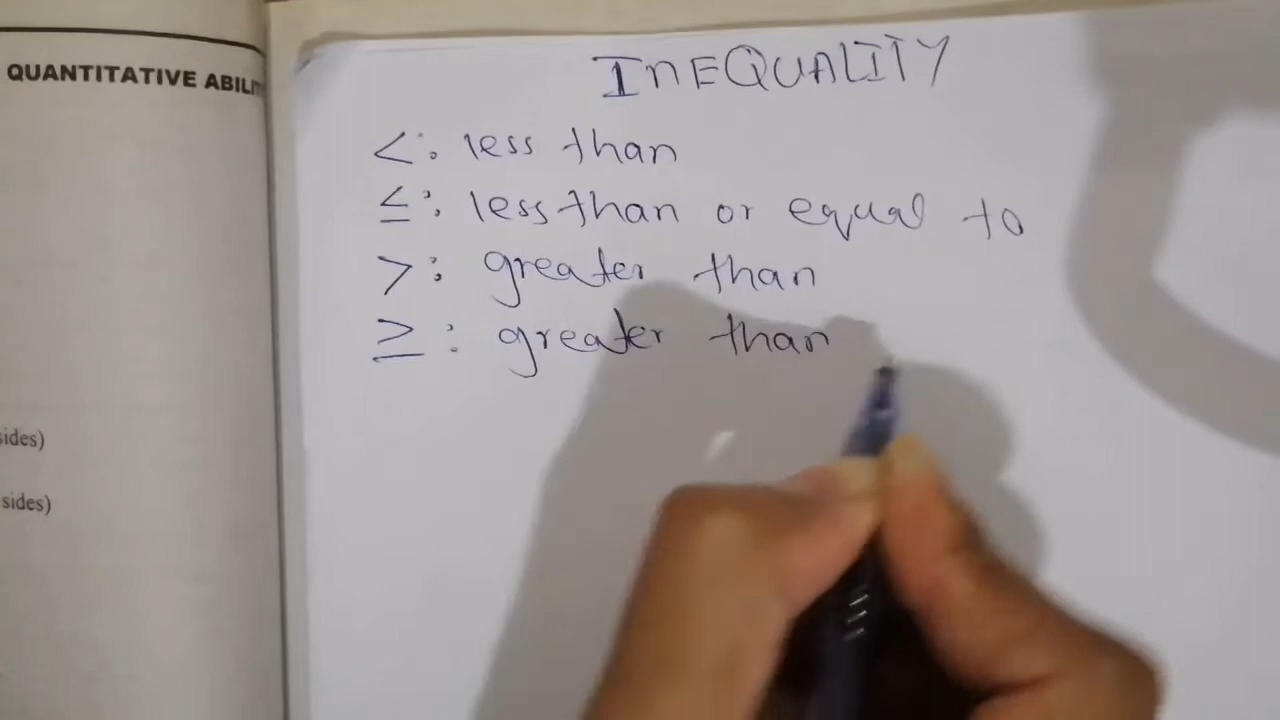 QUANTITATIVE ABILI
sides)
sides)
INEQUALITY
<: less than
≤: less than or equal to
>: greater than
≥: greater than